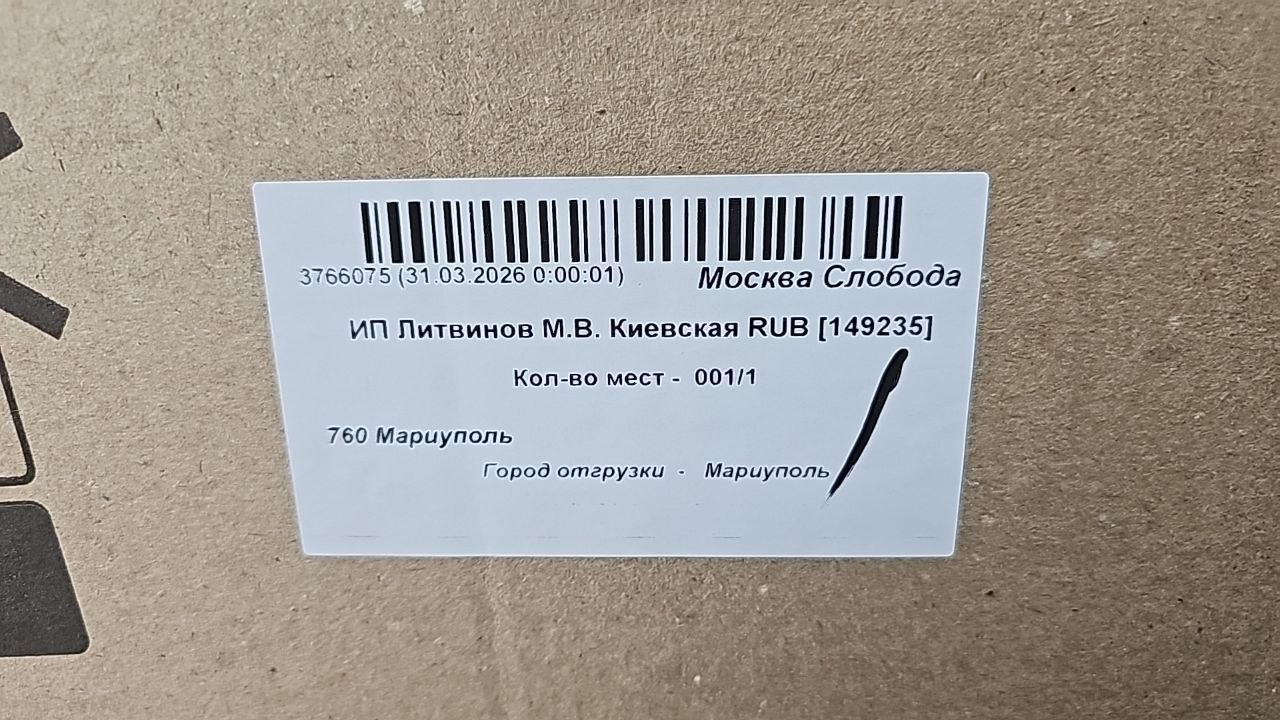 3766075 (31.03.2026 0:00:01) Москва Слобода
ИП Литвинов М.В. Киевская RUB [149235]
Кол-во мест - 001/1
760 Мариуполь
Город отгрузки - Мариуполь